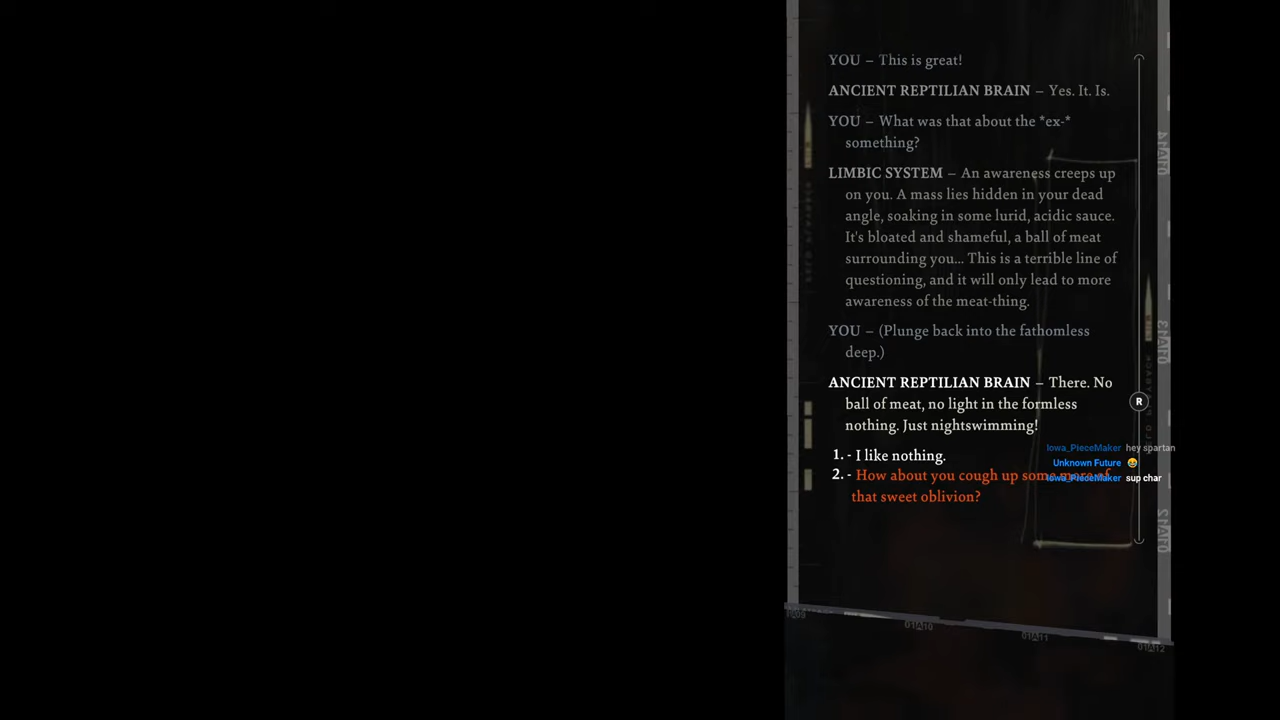 YOU – This is great!
ANCIENT REPTILIAN BRAIN – Yes. It. Is.
YOU – What was that about the *ex-*
something?
LIMBIC SYSTEM – An awareness creeps up
on you. A mass lies hidden in your dead
angle, soaking in some lurid, acidic sauce.
It's bloated and shameful, a ball of meat
surrounding you... This is a terrible line of
questioning, and it will only lead to more
awareness of the meat-thing.
YOU – (Plunge back into the fathomless
deep.)
ANCIENT REPTILIAN BRAIN – There. No
ball of meat, no light in the formless
nothing. Just nightswimming!
R
Iowa_PieceMaker hey spartan
1. - I like nothing.
Unknown Future 😂
2. - How about you cough up some more of
Iowa_PieceMaker sup char
that sweet oblivion?
01A10
01A11
01A12